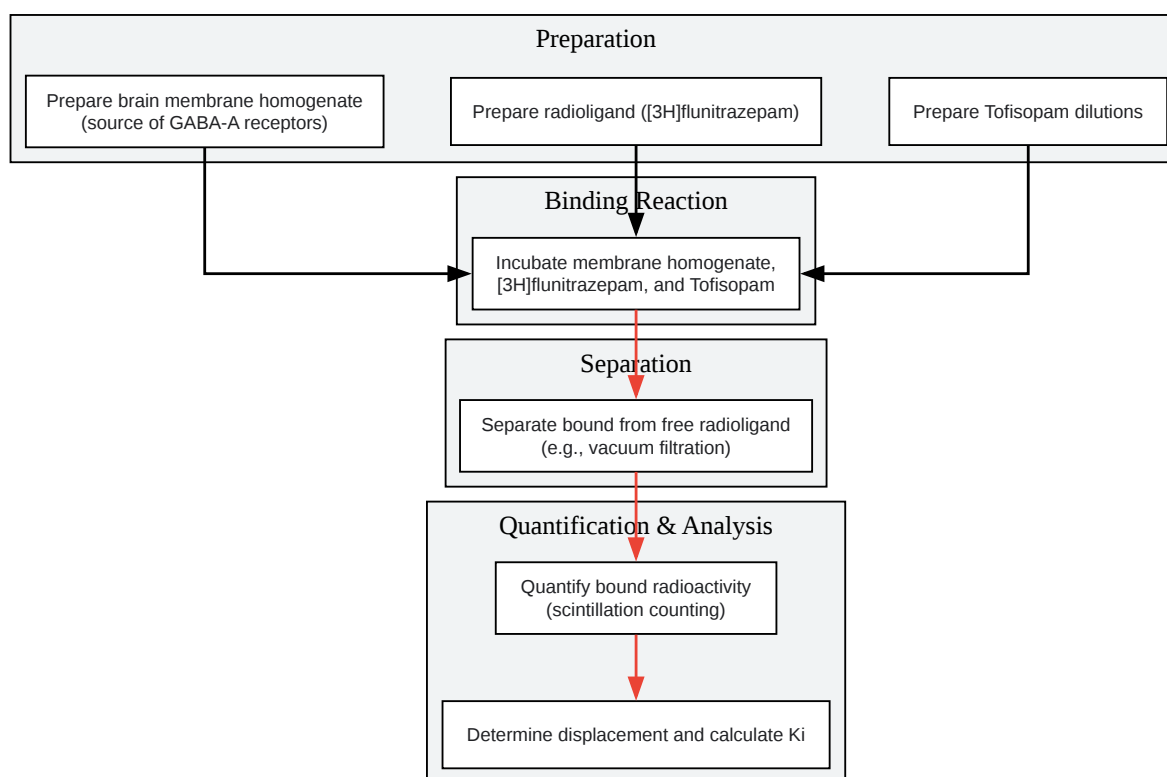 Preparation
Prepare brain membrane homogenate
(source of GABA-A receptors)
Prepare radioligand ([3H]flunitrazepam)
Prepare Tofisopam dilutions
Binding Reaction
Incubate membrane homogenate,
[3H]flunitrazepam, and Tofisopam
Separation
Separate bound from free radioligand
(e.g., vacuum filtration)
Quantification & Analysis
Quantify bound radioactivity
(scintillation counting)
Determine displacement and calculate Ki